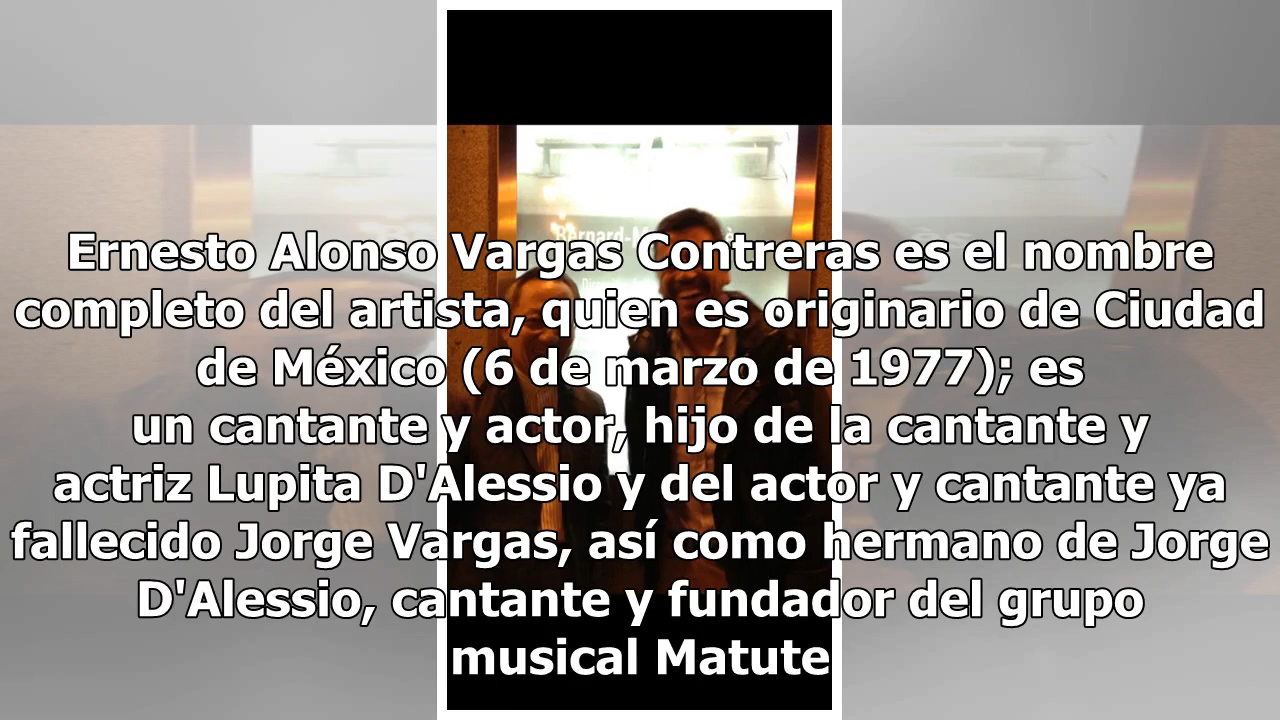 Bernard-M
Ernesto Alonso Vargas Contreras es el nombre
completo del artista, quien es originario de Ciudad
de México (6 de marzo de 1977); es
un cantante y actor, hijo de la cantante y
actriz Lupita D'Alessio y del actor y cantante ya
fallecido Jorge Vargas, así como hermano de Jorge
D'Alessio, cantante y fundador del grupo
musical Matute